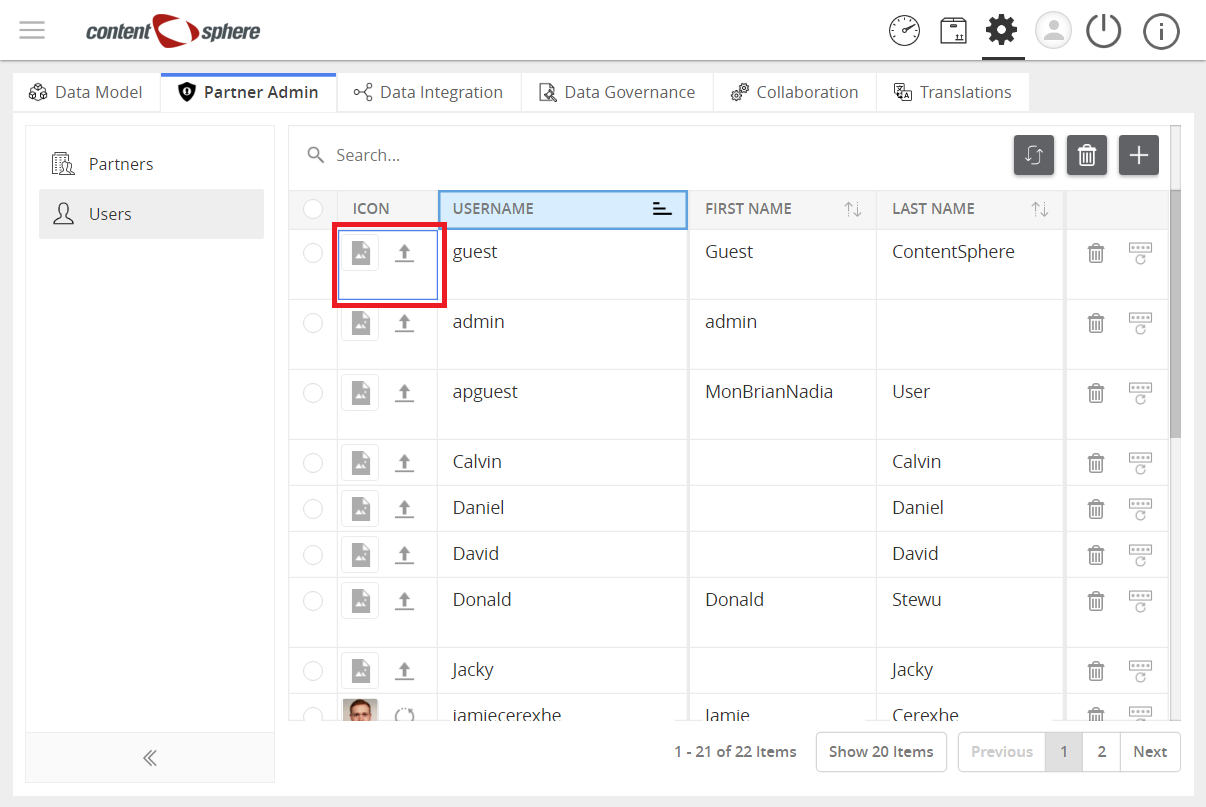 content sphere
Data Model Partner Admin Data Integration Data Governance Collaboration Translations
Partners
Users
Search...
ICON USERNAME FIRST NAME LAST NAME
guest Guest ContentSphere
admin admin
apguest MonBrianNadia User
Calvin Calvin
Daniel Daniel
David David
Donald Donald Stewu
Jacky Jacky
jamiecerexhe Jamie Cerexhe
1 - 21 of 22 Items Show 20 Items Previous 1 2 Next